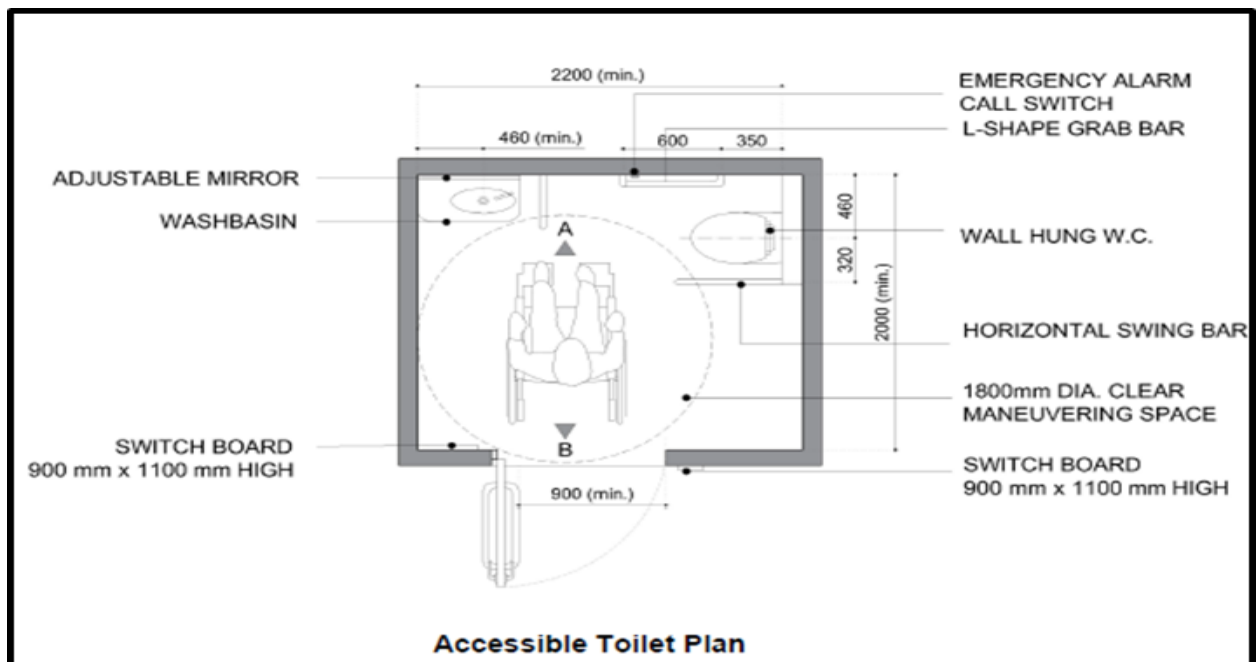 2200 (min.)
EMERGENCY ALARM
CALL SWITCH
L-SHAPE GRAB BAR
460 (min.)
600
350
ADJUSTABLE MIRROR
WASHBASIN
460
WALL HUNG W.C.
A
320
2000 (min.)
HORIZONTAL SWING BAR
1800mm DIA. CLEAR
MANEUVERING SPACE
B
SWITCH BOARD
900 mm x 1100 mm HIGH
SWITCH BOARD
900 mm x 1100 mm HIGH
900 (min.)
Accessible Toilet Plan